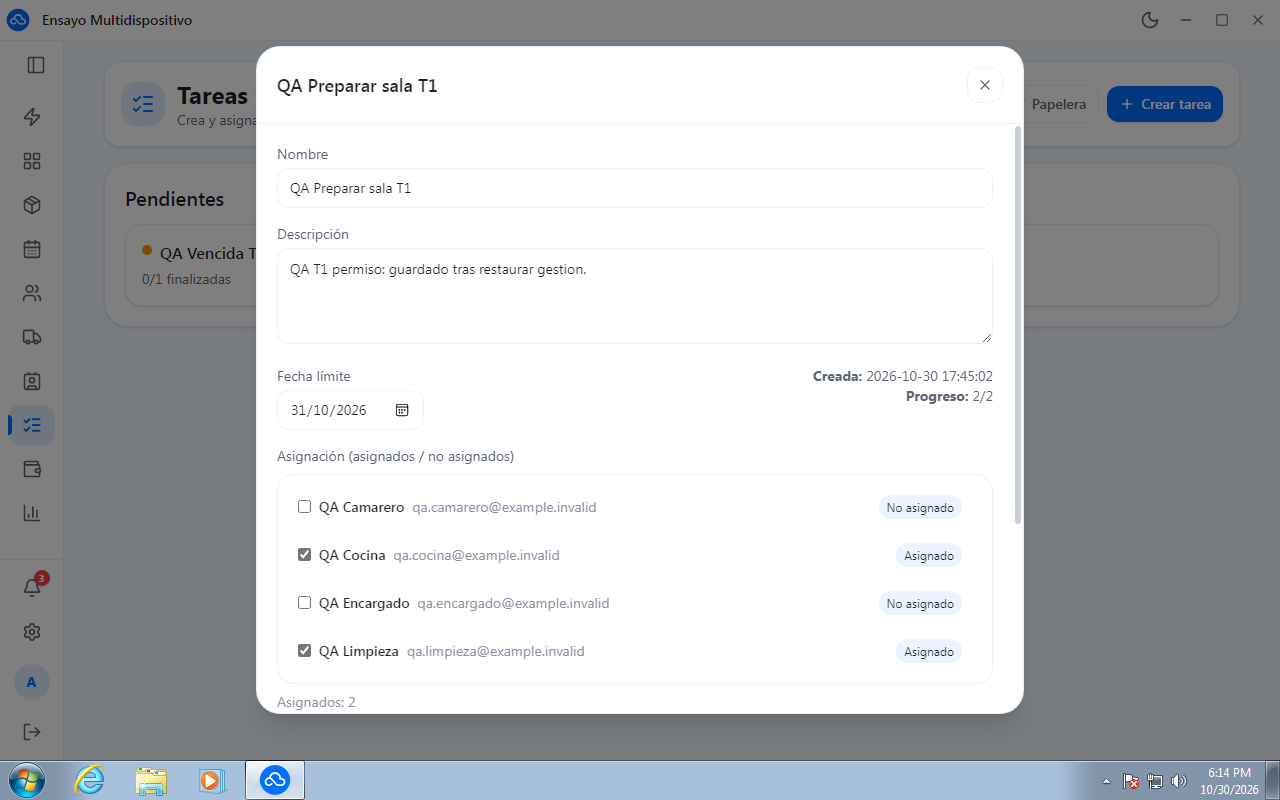 Ensayo Multidispositivo
Tareas
Crea y asigna
Papelera
+ Crear tarea
Pendientes
QA Vencida T
0/1 finalizadas
QA Preparar sala T1
Nombre
QA Preparar sala T1
Descripción
QA T1 permiso: guardado tras restaurar gestion.
Fecha límite
31/10/2026
Creada: 2026-10-30 17:45:02
Progreso: 2/2
Asignación (asignados / no asignados)
QA Camarero qa.camarero@example.invalid No asignado
QA Cocina qa.cocina@example.invalid Asignado
QA Encargado qa.encargado@example.invalid No asignado
QA Limpieza qa.limpieza@example.invalid Asignado
Asignados: 2
3
A
6:14 PM
10/30/2026